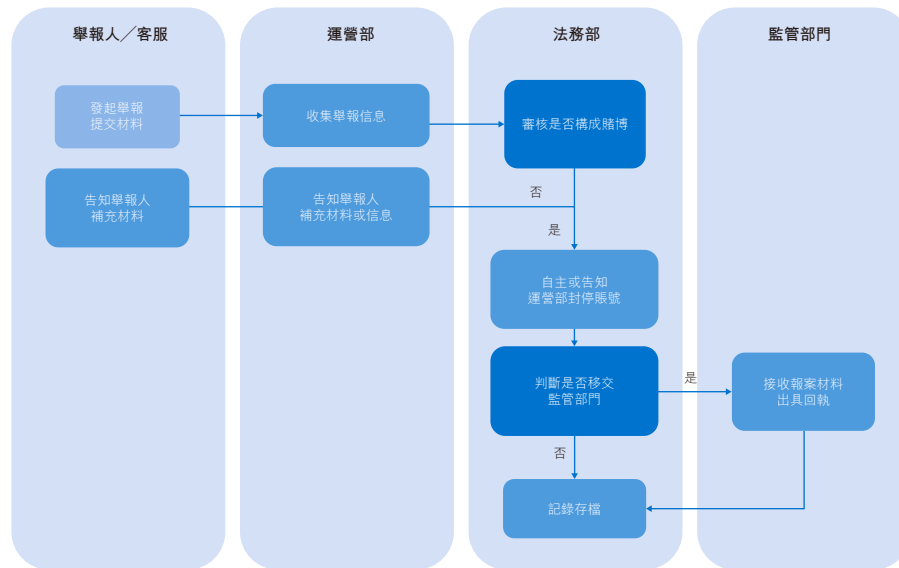 舉報人／客服
運營部
法務部
監管部門
發起舉報
提交材料
收集舉報信息
審核是否構成賭博
否
告知舉報人
補充材料
告知舉報人
補充材料或信息
是
自主或告知
運營部封停賬號
判斷是否移交
監管部門
是
接收報案材料
出具回執
否
記錄存檔